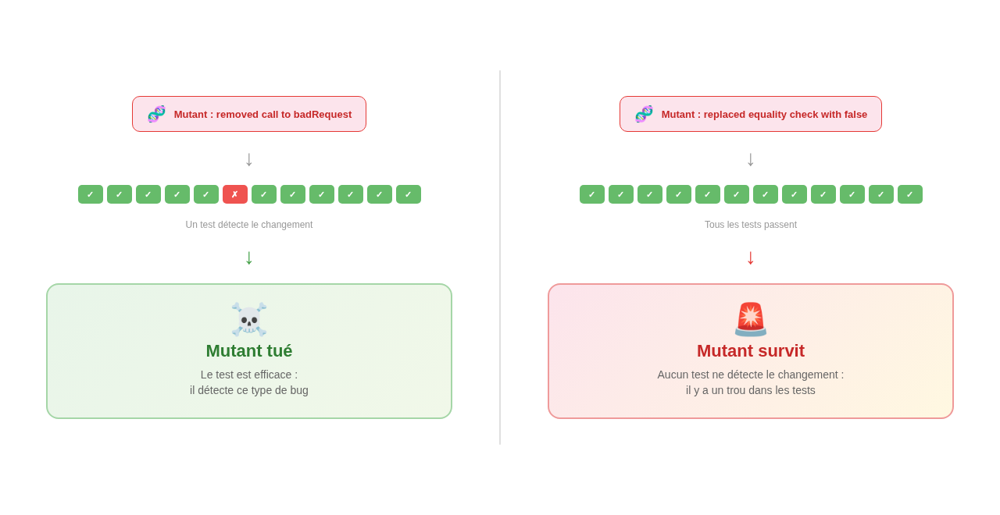 Mutant : removed call to badRequest
↓
✓ ✓ ✓ ✓ ✓ ✗ ✓ ✓ ✓ ✓ ✓ ✓
Un test détecte le changement
↓
Mutant tué
Le test est efficace :
il détecte ce type de bug
Mutant : replaced equality check with false
↓
✓ ✓ ✓ ✓ ✓ ✓ ✓ ✓ ✓ ✓ ✓ ✓
Tous les tests passent
↓
Mutant survit
Aucun test ne détecte le changement :
il y a un trou dans les tests